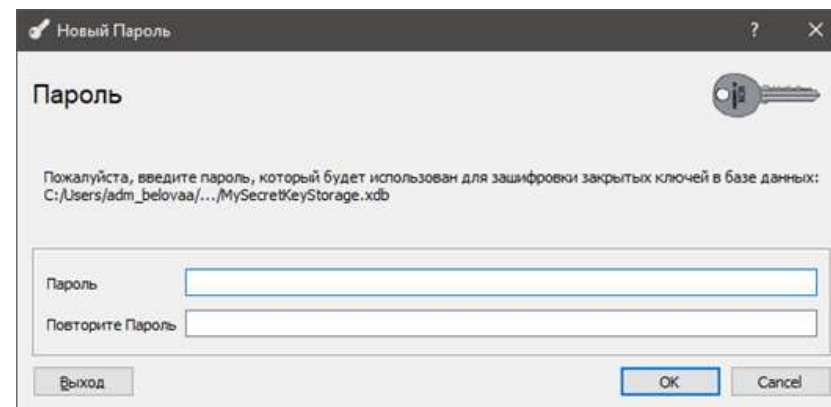 Новый Пароль
Пароль
Пожалуйста, введите пароль, который будет использован для зашифровки закрытых ключей в базе данных:
C:/Users/adm_belovaa/.../MySecretKeyStorage.xdb
Пароль
Повторите Пароль
Выход OK Cancel